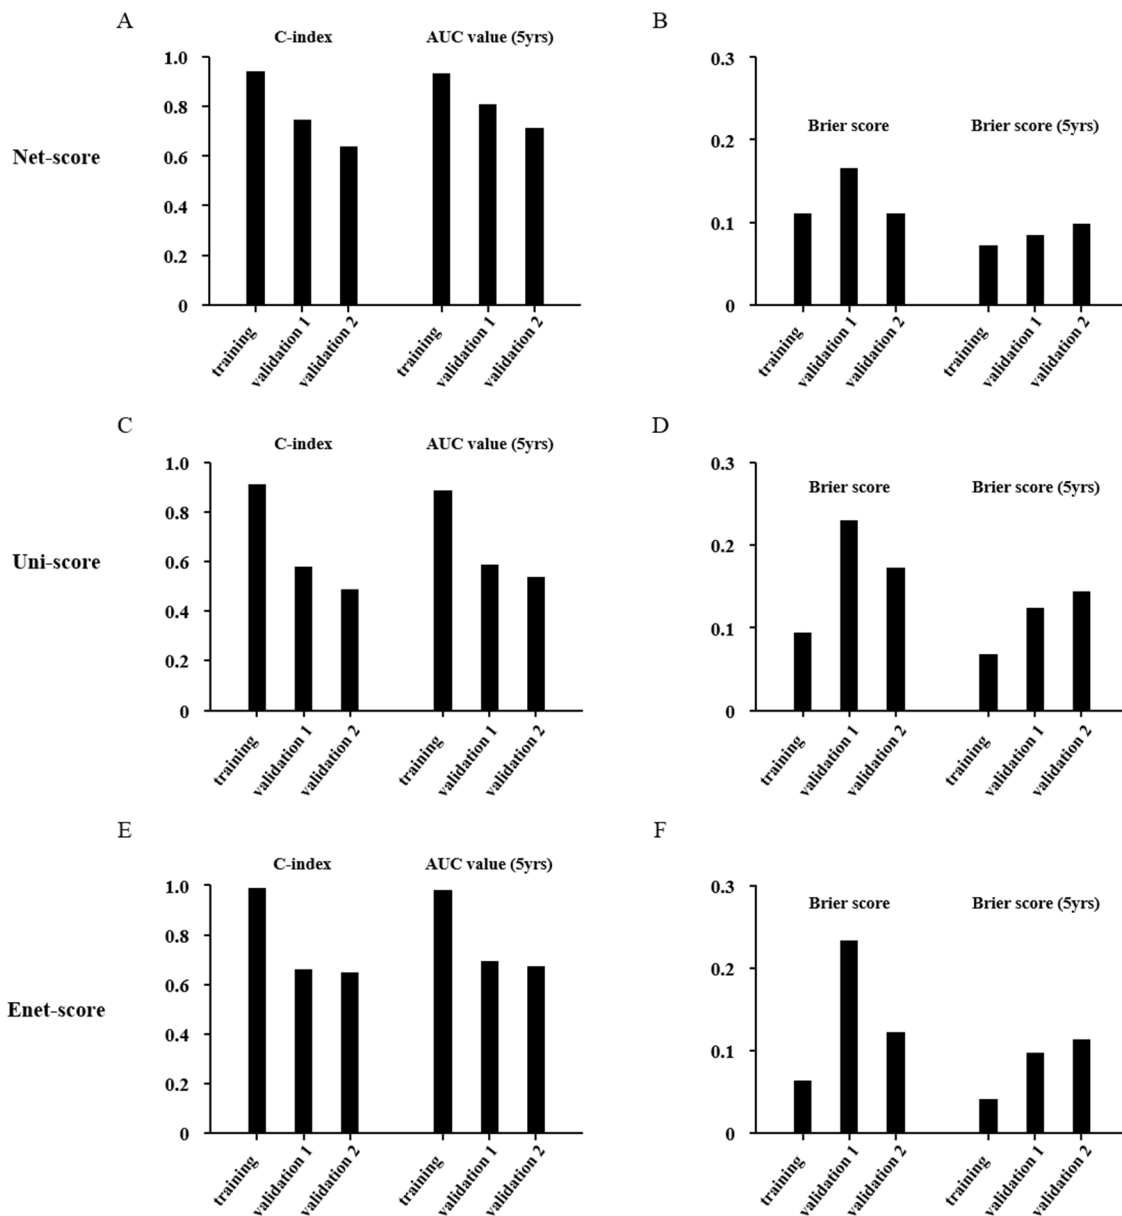 A
B
C-index
AUC value (5yrs)
1.0
0.8
0.6
0.4
0.2
0
training
validation 1
validation 2
training
validation 1
validation 2
Net-score
0.3
0.2
0.1
0
Brier score
Brier score (5yrs)
training
validation 1
validation 2
training
validation 1
validation 2
C
D
C-index
AUC value (5yrs)
1.0
0.8
0.6
0.4
0.2
0
training
validation 1
validation 2
training
validation 1
validation 2
Uni-score
0.3
0.2
0.1
0
Brier score
Brier score (5yrs)
training
validation 1
validation 2
training
validation 1
validation 2
E
F
C-index
AUC value (5yrs)
1.0
0.8
0.6
0.4
0.2
0
training
validation 1
validation 2
training
validation 1
validation 2
Enet-score
0.3
0.2
0.1
0
Brier score
Brier score (5yrs)
training
validation 1
validation 2
training
validation 1
validation 2